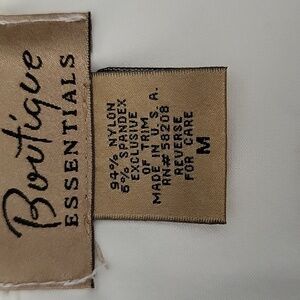 Boutique
ESSENTIALS
94% NYLON
6% SPANDEX
EXCLUSIVE
OF TRIM
MADE IN U.S.A.
RN#58208
REVERSE
FOR CARE
M